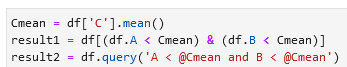 Cmean = df['C'].mean()
result1 = df[(df.A < Cmean) & (df.B < Cmean)]
result2 = df.query('A < @Cmean and B < @Cmean')